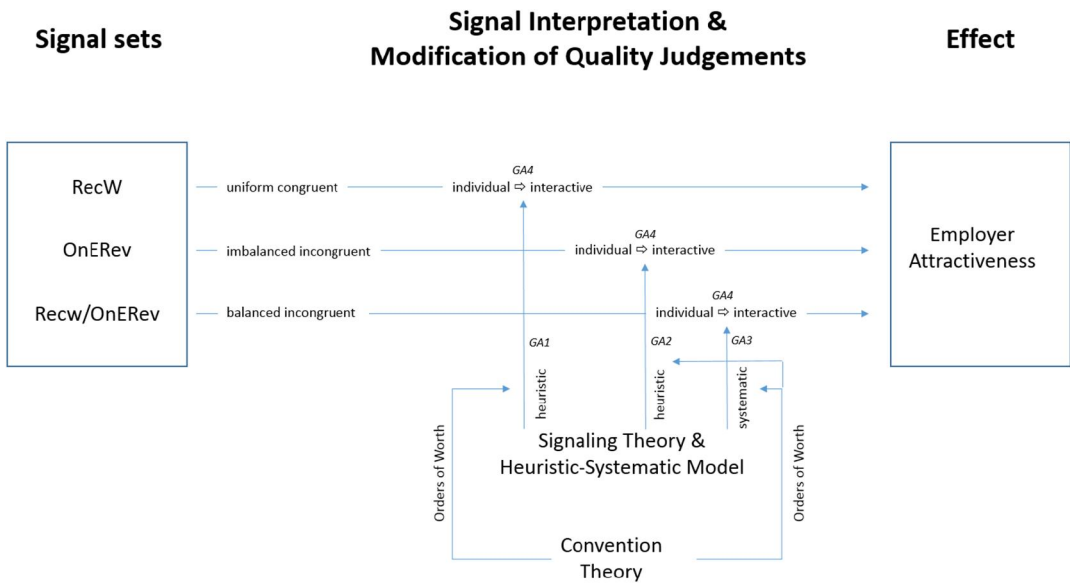 Signal sets
Signal Interpretation &
Modification of Quality Judgements
Effect
GA4
RecW
uniform congruent
individual ⇨ interactive
GA4
OnERev
imbalanced incongruent
individual ⇨ interactive
Employer
Attractiveness
GA4
Recw/OnERev
balanced incongruent
individual ⇨ interactive
GA1
GA2
GA3
heuristic
heuristic
systematic
Orders of Worth
Signaling Theory &
Heuristic-Systematic Model
Orders of Worth
Convention
Theory